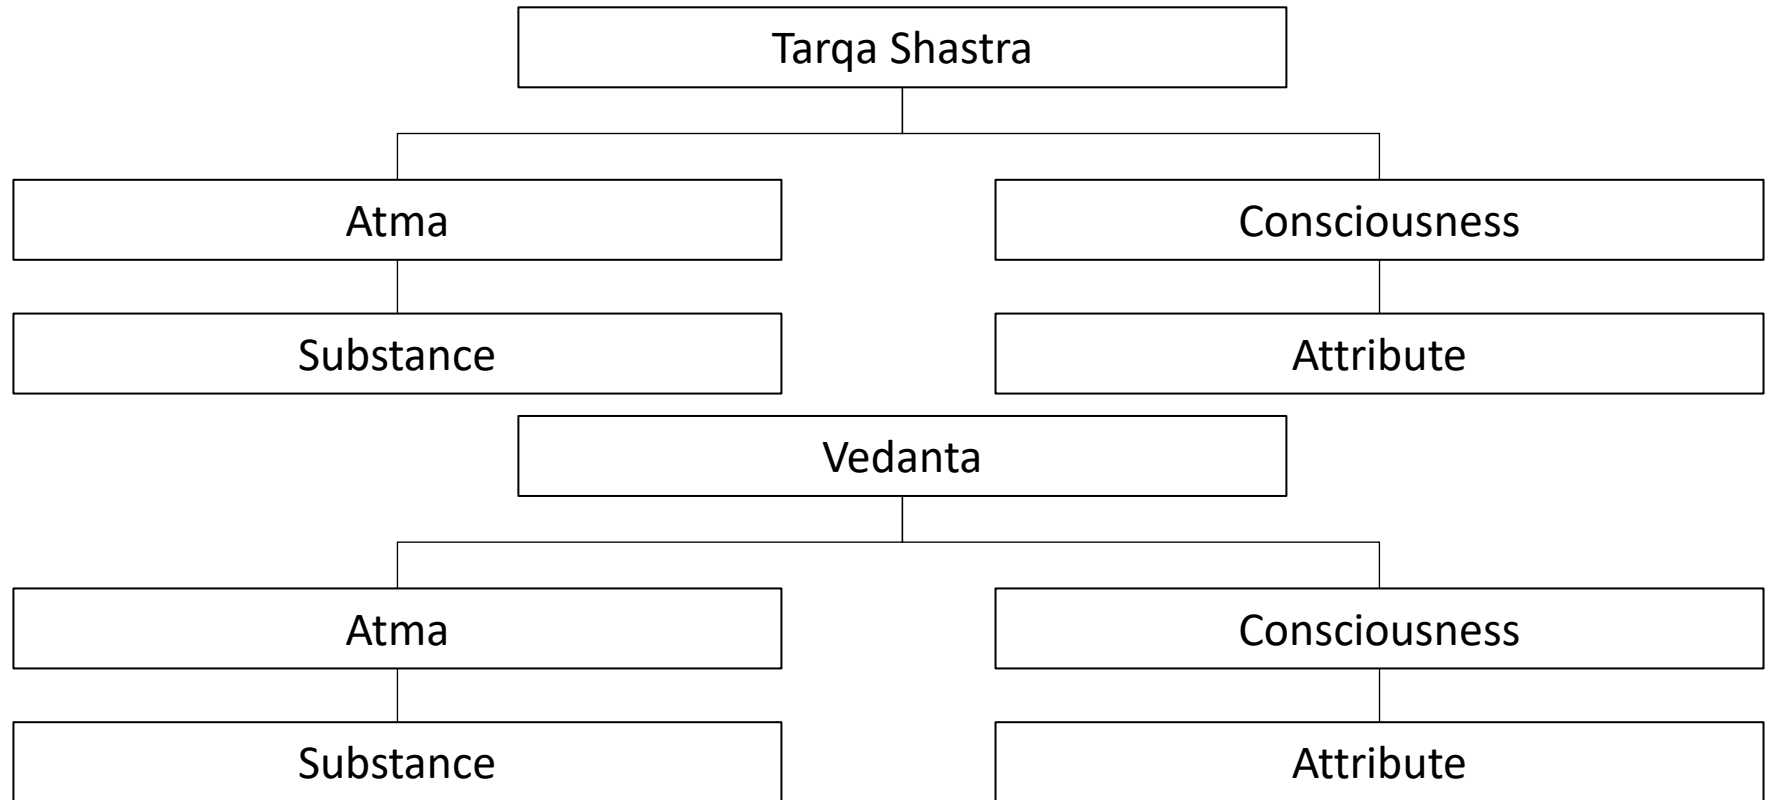 Tarqa Shastra
Atma
Consciousness
Substance
Attribute
Vedanta
Atma
Consciousness
Substance
Attribute